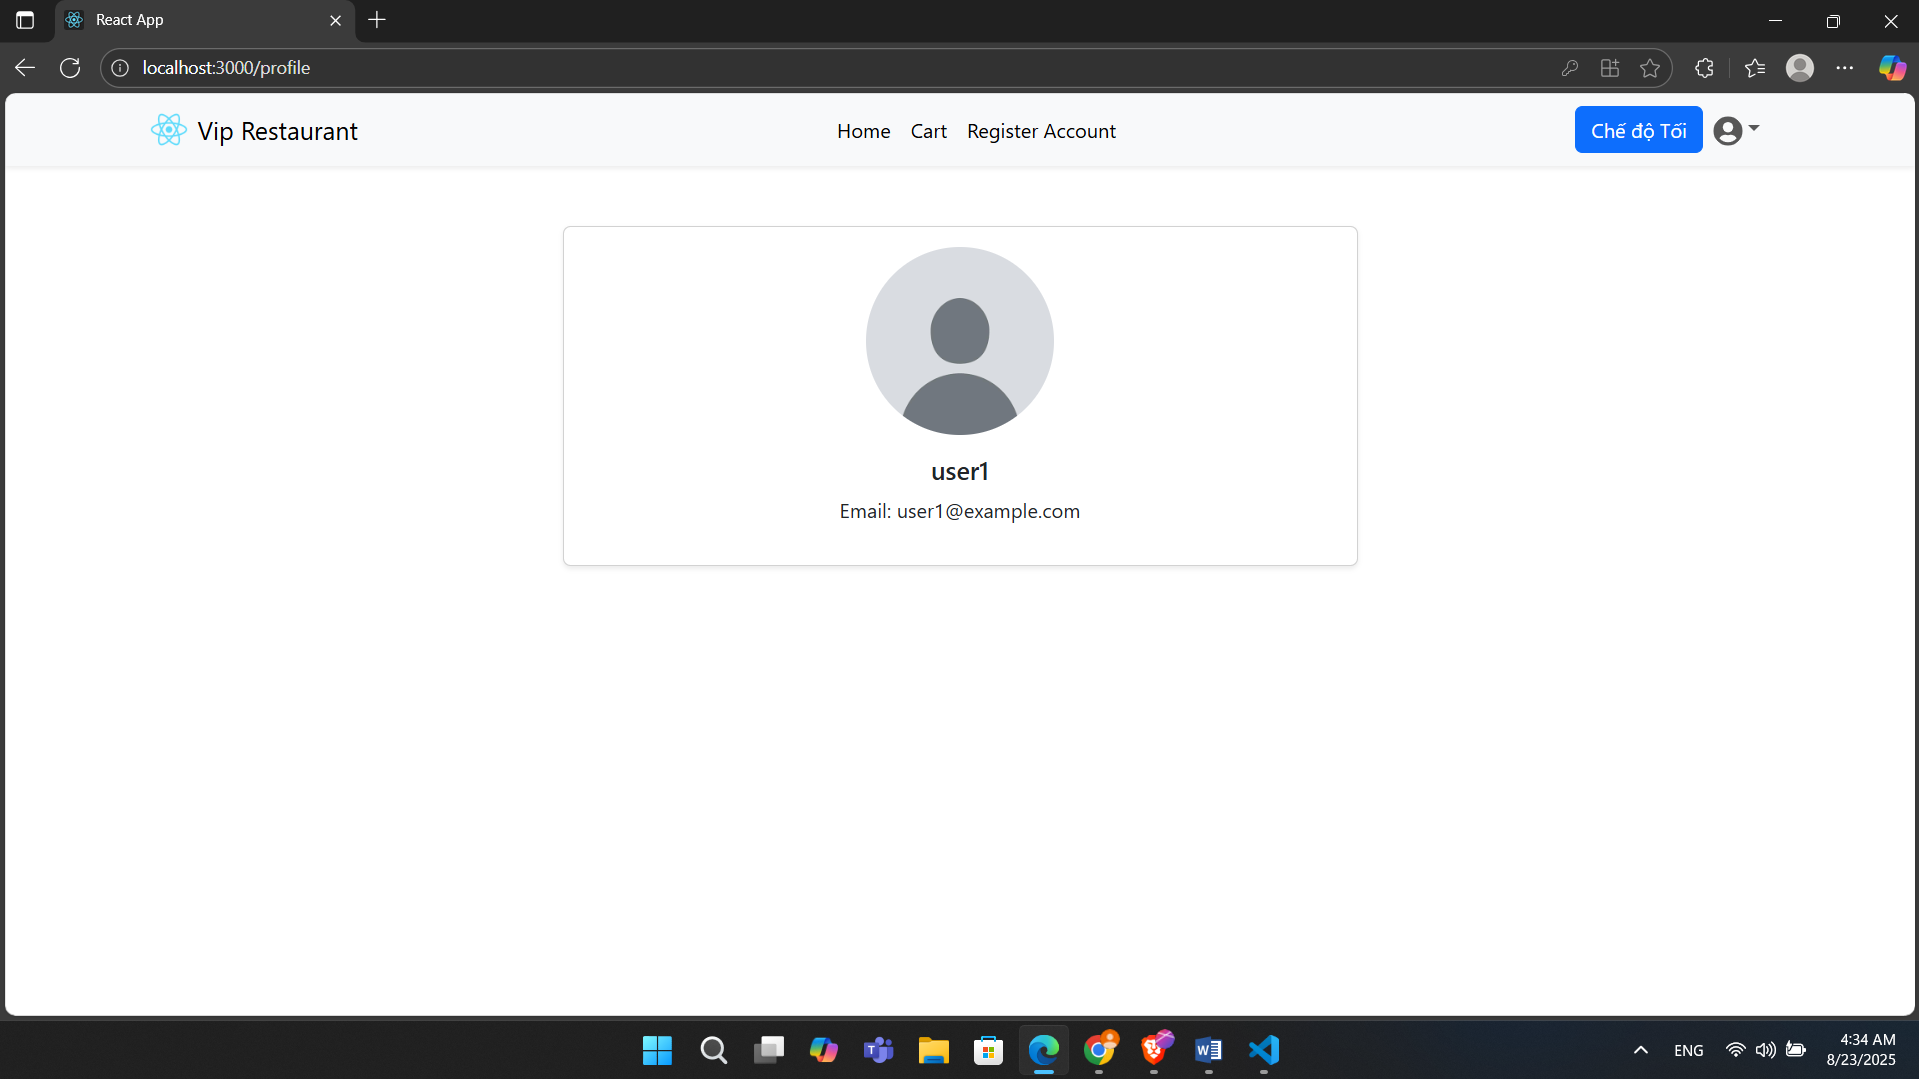 React App
localhost:3000/profile
Vip Restaurant
Home Cart Register Account
Chế độ Tối
user1
Email: user1@example.com
ENG
4:34 AM
8/23/2025